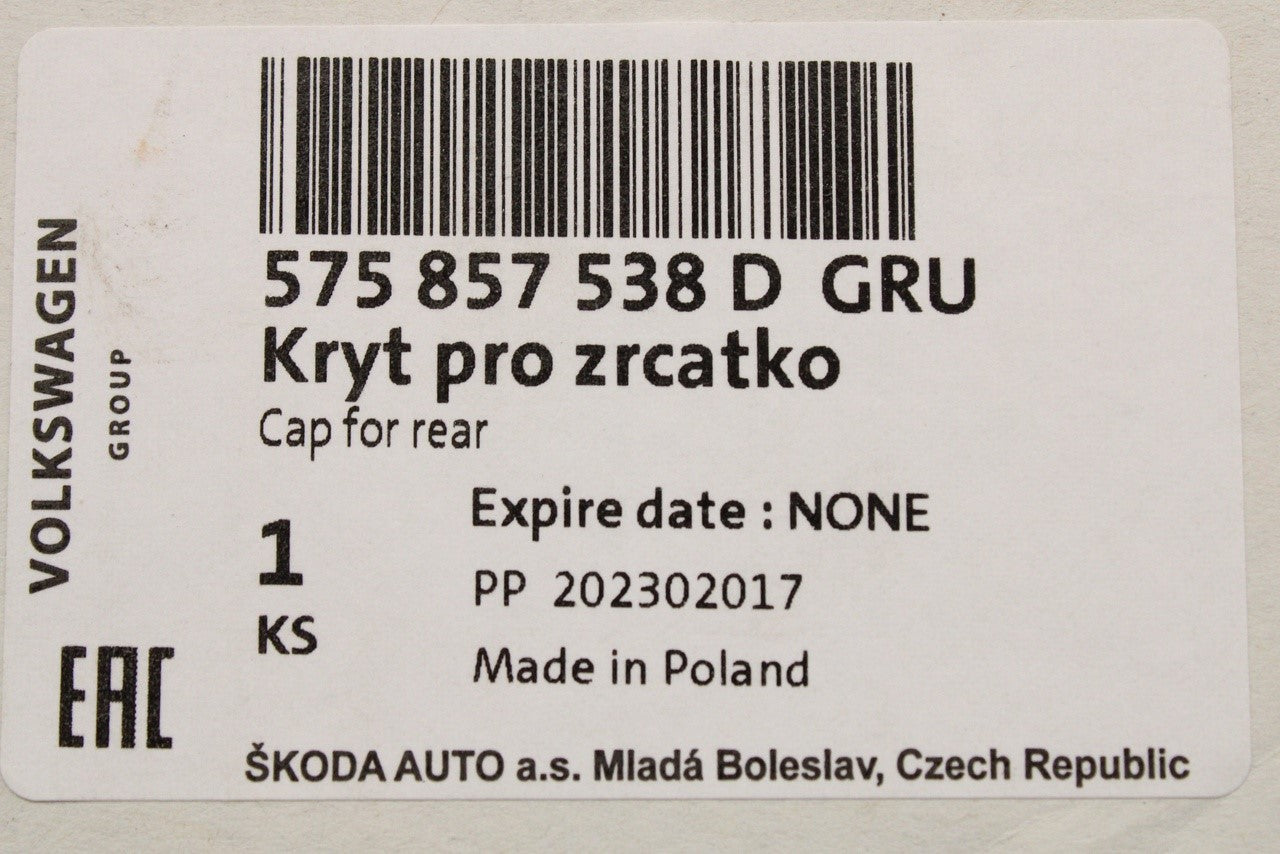 VOLKSWAGEN
GROUP
575 857 538 D GRU
Kryt pro zrcatko
Cap for rear
Expire date : NONE
1
KS
PP 202302017
Made in Poland
EAC
ŠKODA AUTO a.s. Mladá Boleslav, Czech Republic